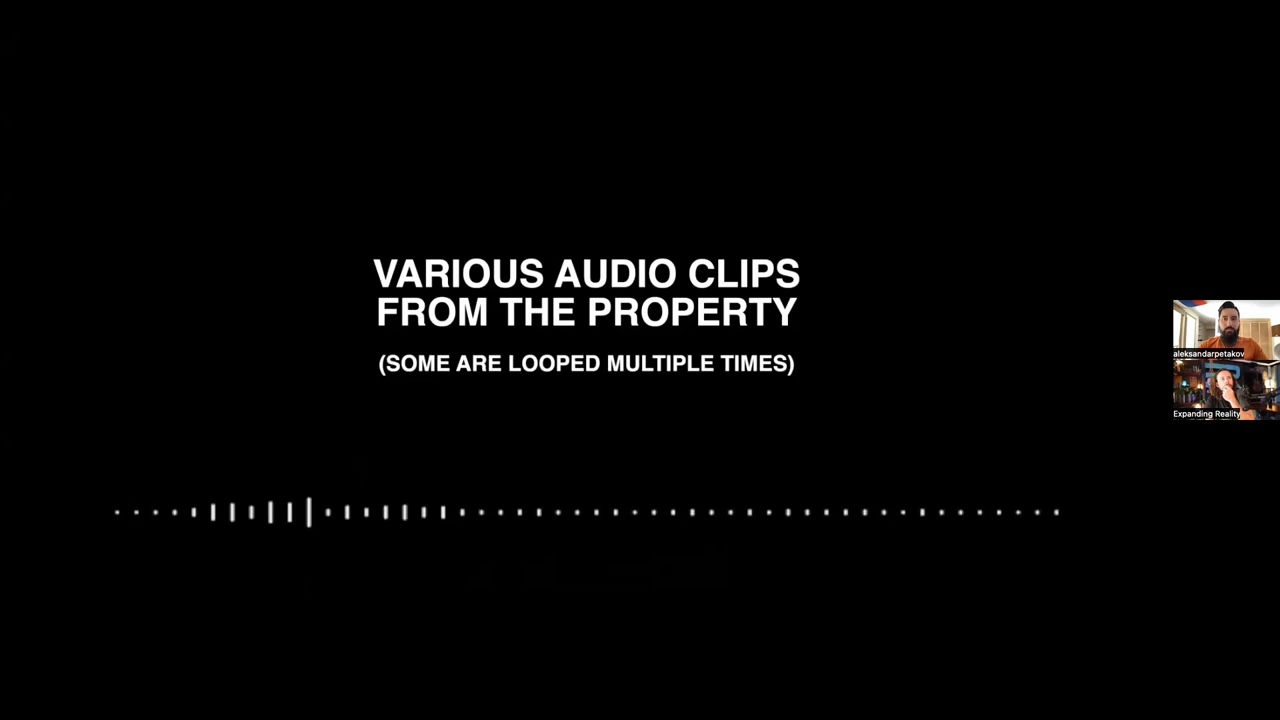 VARIOUS AUDIO CLIPS
FROM THE PROPERTY
(SOME ARE LOOPED MULTIPLE TIMES)
aleksandarpetakov
Expanding Reality